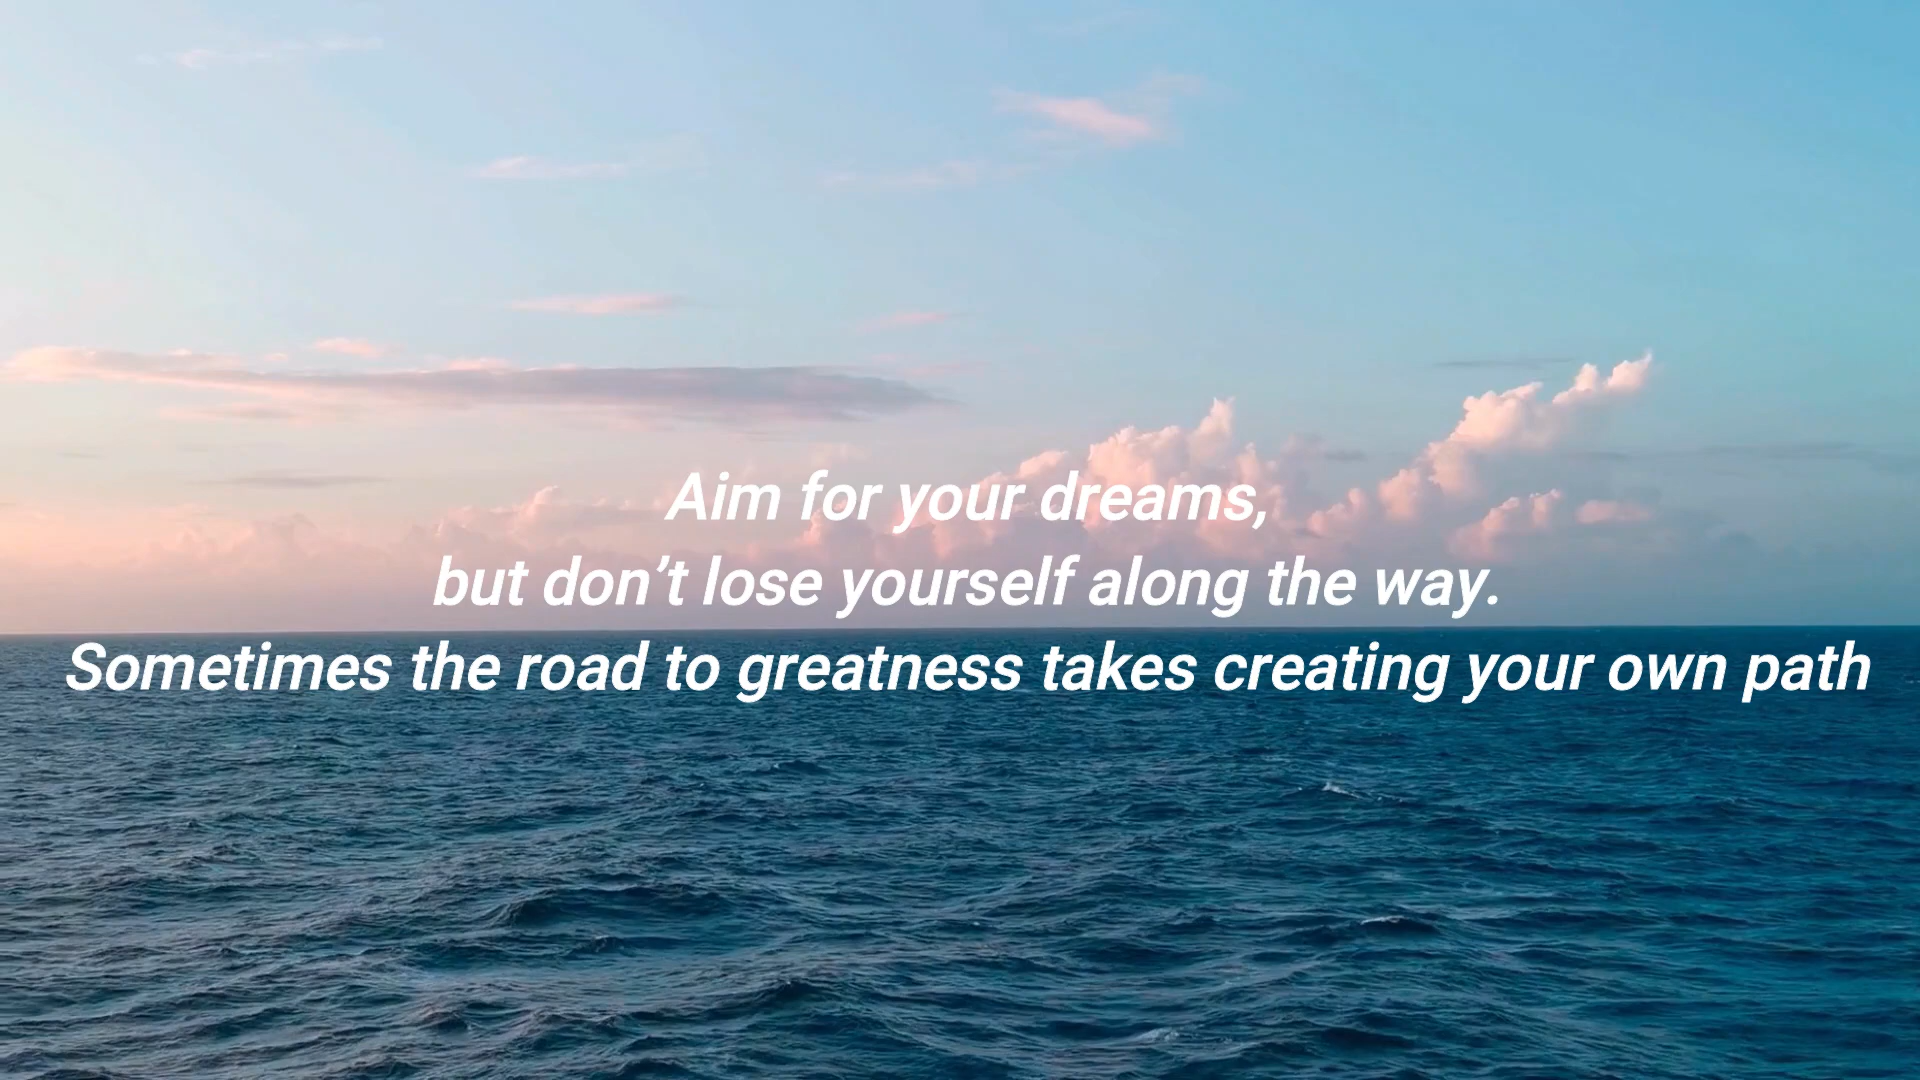 Aim for your dreams,
but don’t lose yourself along the way.
Sometimes the road to greatness takes creating your own path